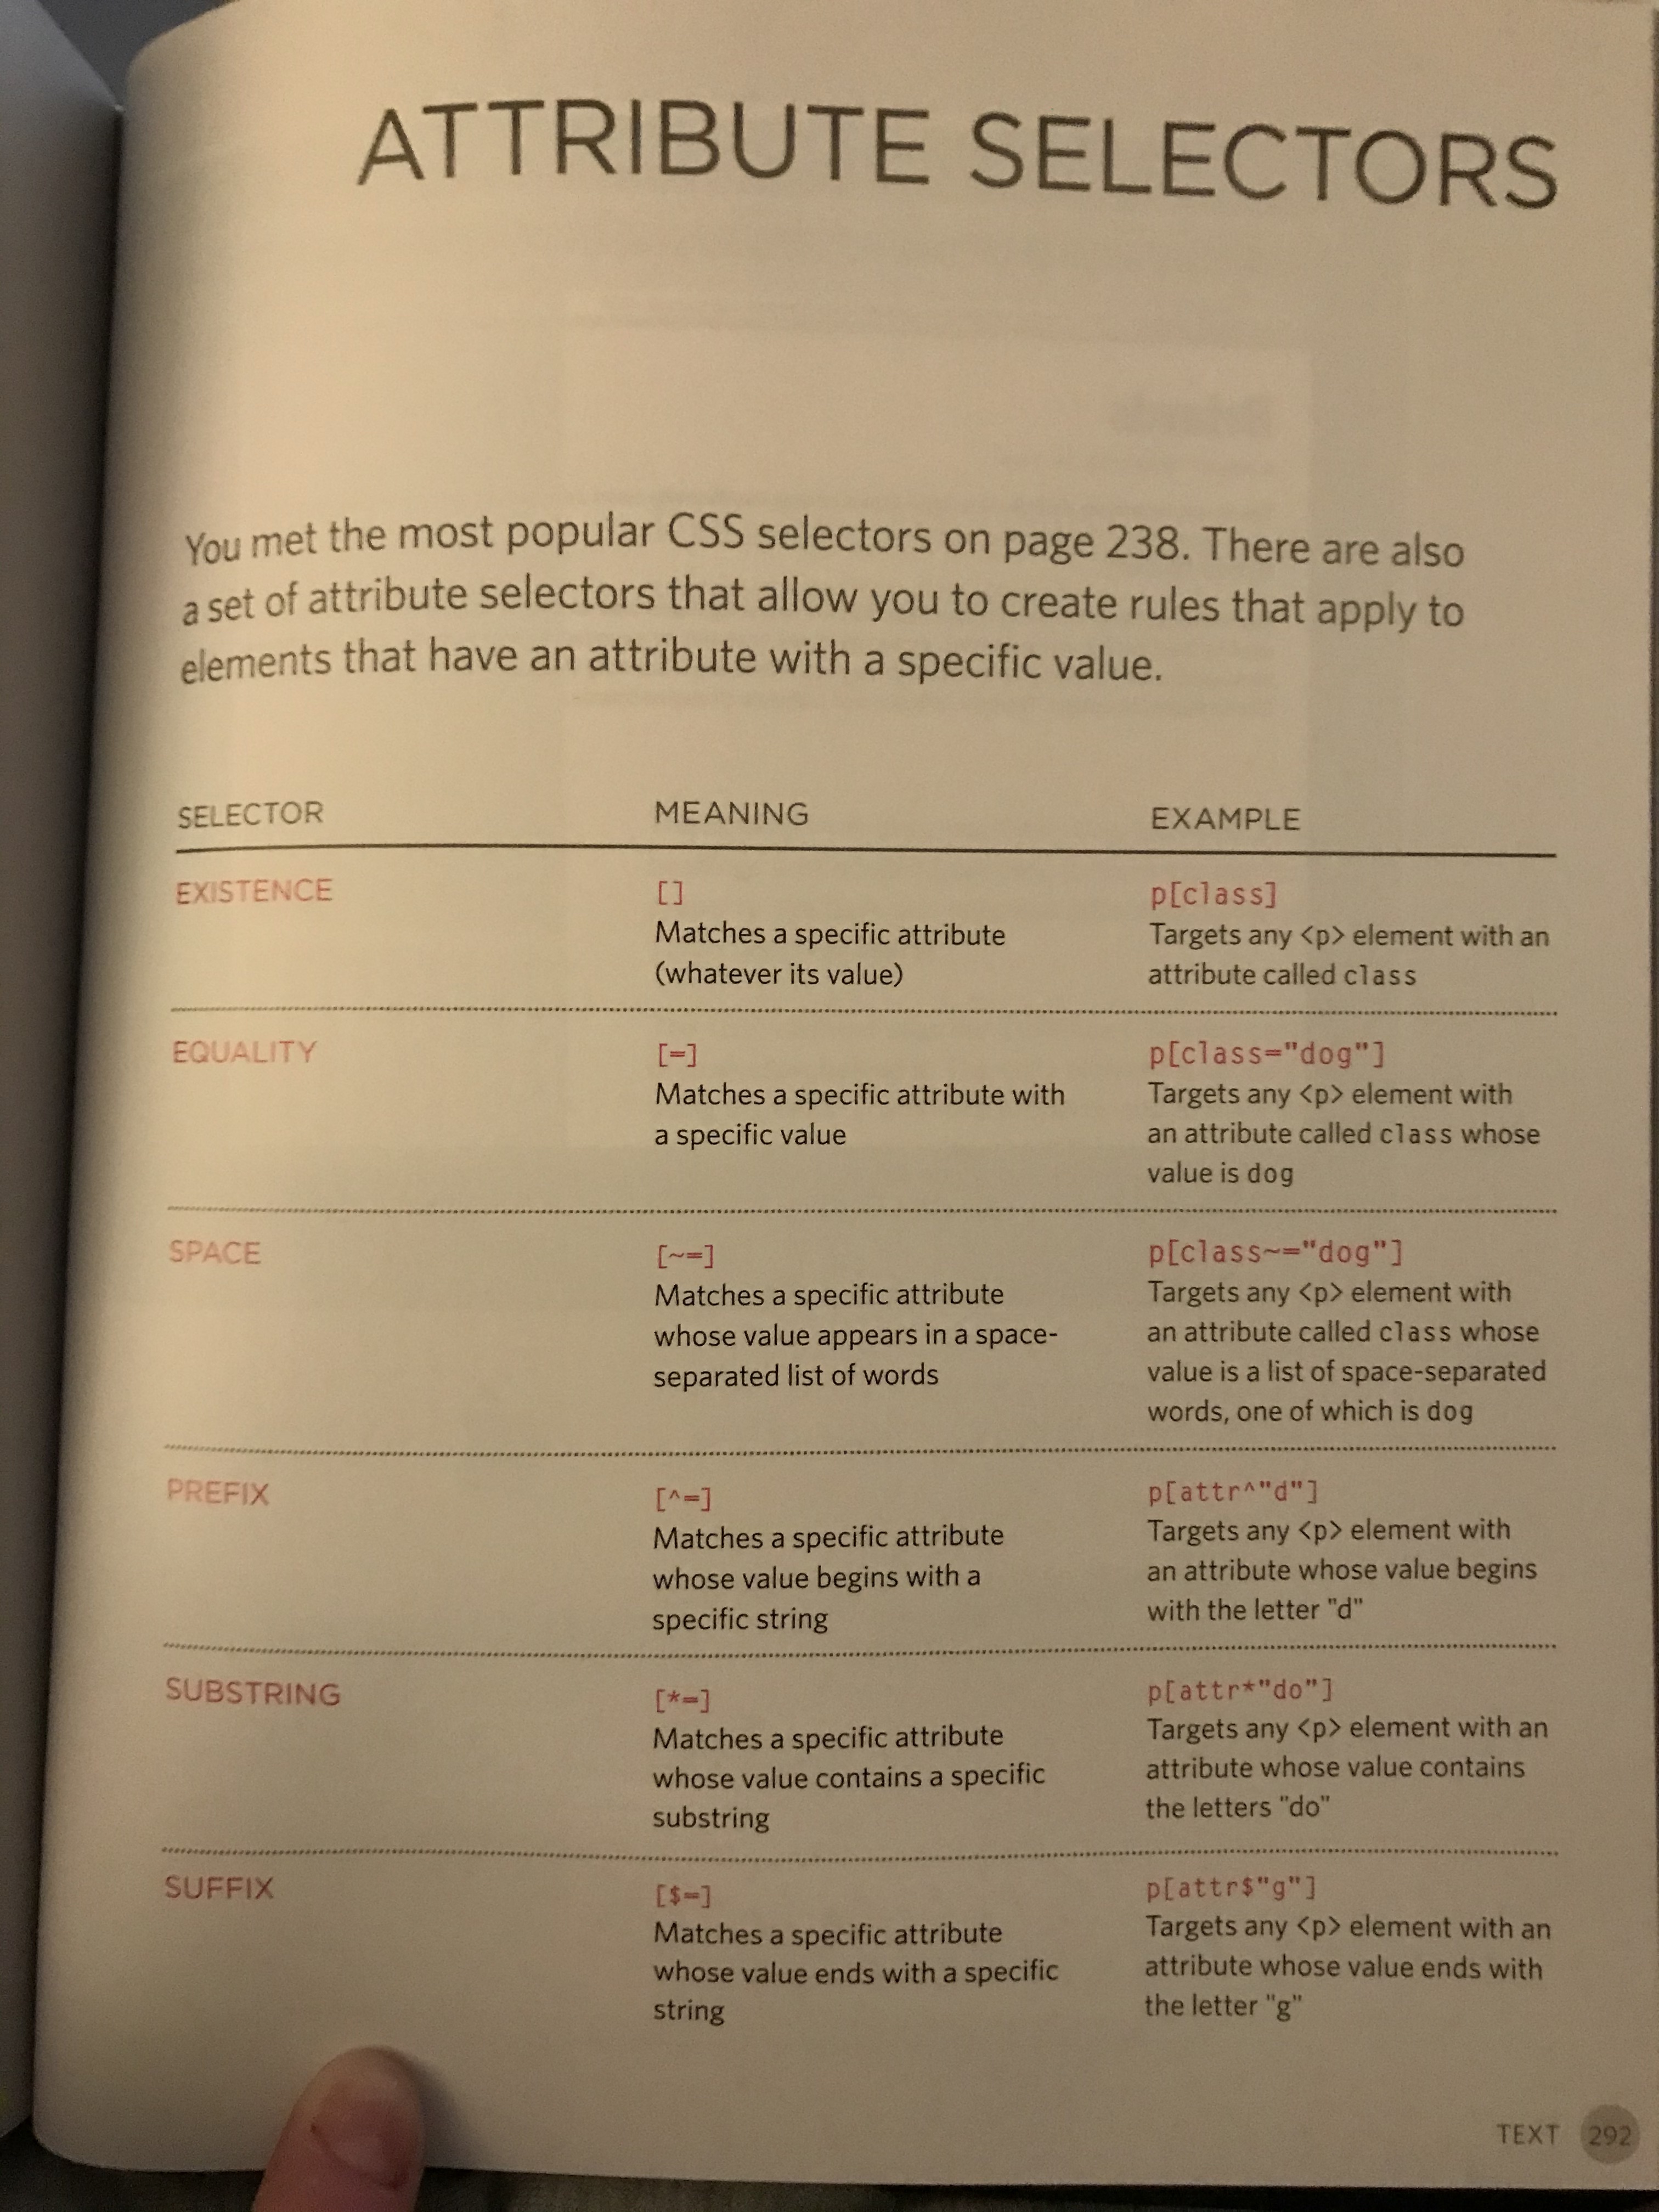 ATTRIBUTE SELECTORS
You met the most popular CSS selectors on page 238. There are also
a set of attribute selectors that allow you to create rules that apply to
elements that have an attribute with a specific value.
SELECTOR MEANING EXAMPLE
EXISTENCE
[]
Matches a specific attribute
(whatever its value)
p[class]
Targets any <p> element with an
attribute called class
EQUALITY
[=]
Matches a specific attribute with
a specific value
p[class="dog"]
Targets any <p> element with
an attribute called class whose
value is dog
SPACE
[~=]
Matches a specific attribute
whose value appears in a space-
separated list of words
p[class~="dog"]
Targets any <p> element with
an attribute called class whose
value is a list of space-separated
words, one of which is dog
PREFIX
[^=]
Matches a specific attribute
whose value begins with a
specific string
p[attr^"d"]
Targets any <p> element with
an attribute whose value begins
with the letter "d"
SUBSTRING
[*=]
Matches a specific attribute
whose value contains a specific
substring
p[attr*"do"]
Targets any <p> element with an
attribute whose value contains
the letters "do"
SUFFIX
[$=]
Matches a specific attribute
whose value ends with a specific
string
p[attr$"g"]
Targets any <p> element with an
attribute whose value ends with
the letter "g"
TEXT 292